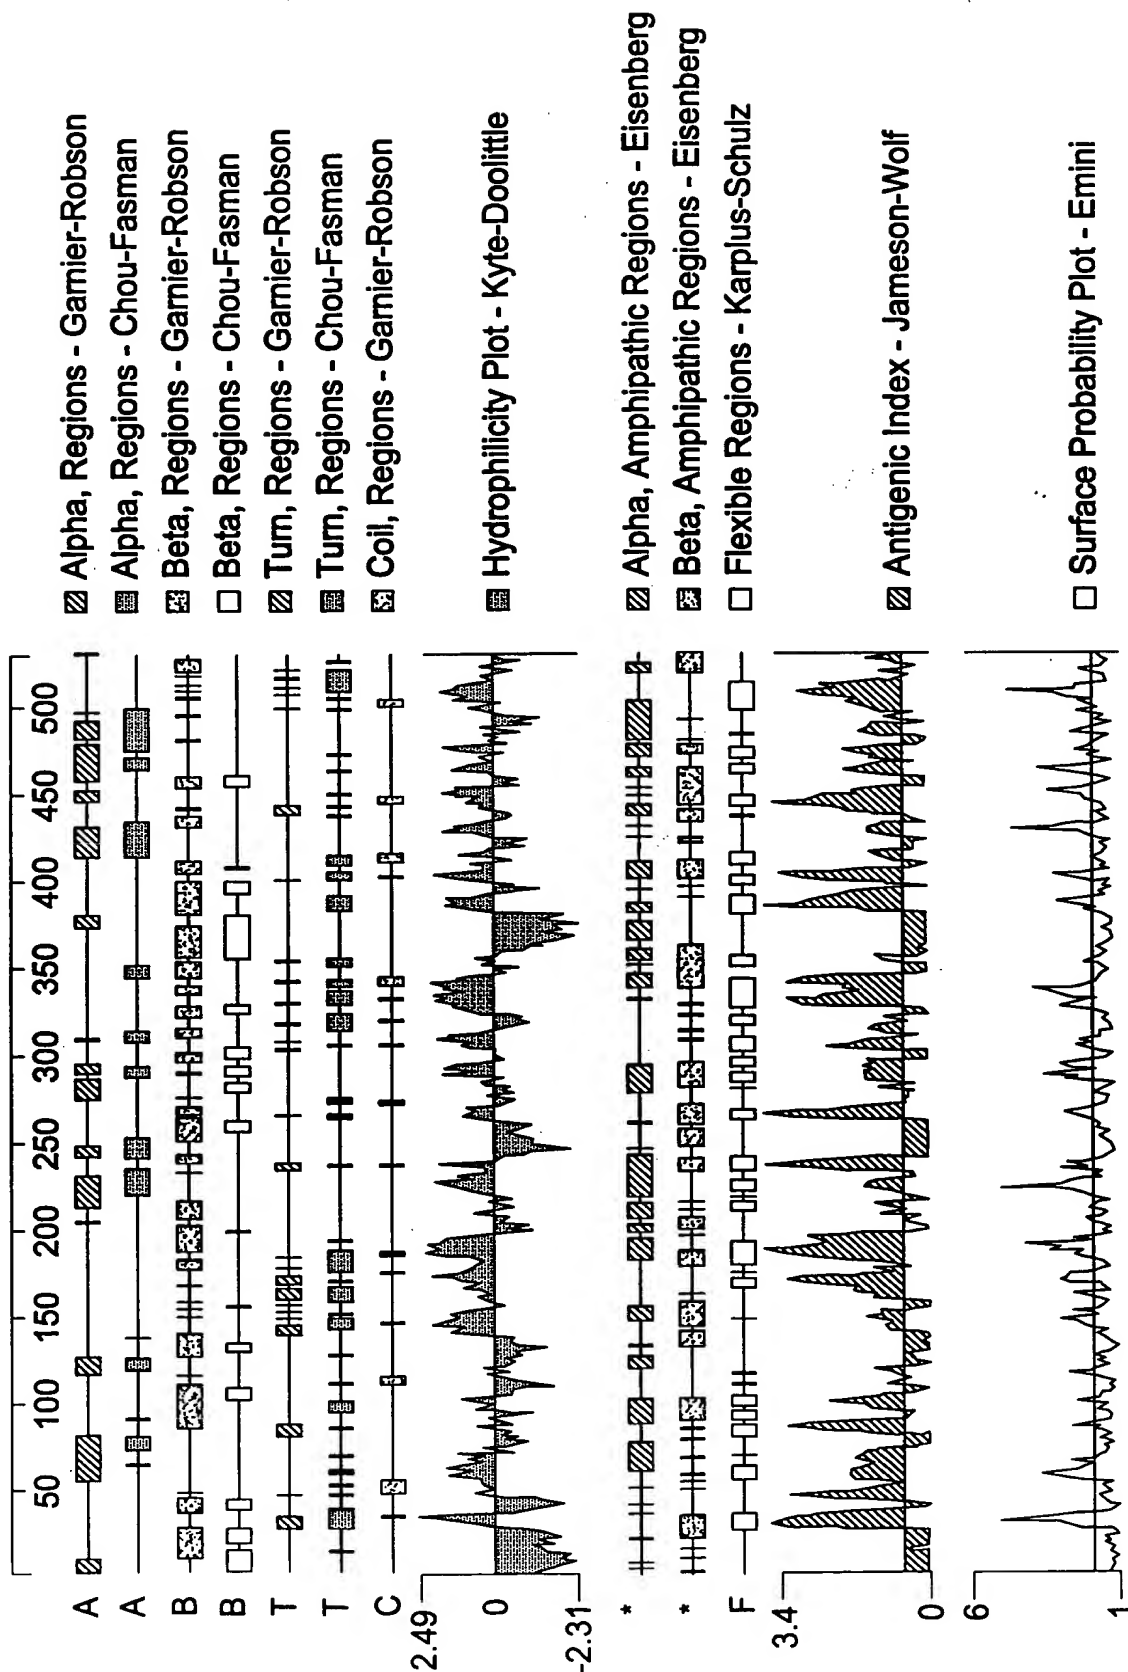 50 100 150 200 250 300 350 400 450 500
A Alpha, Regions - Garnier-Robson
A Alpha, Regions - Chou-Fasman
B Beta, Regions - Garnier-Robson
B Beta, Regions - Chou-Fasman
T Turn, Regions - Garnier-Robson
T Turn, Regions - Chou-Fasman
C Coil, Regions - Garnier-Robson
2.49
0 Hydrophilicity Plot - Kyte-Doolittle
-2.31
* Alpha, Amphipathic Regions - Eisenberg
* Beta, Amphipathic Regions - Eisenberg
F Flexible Regions - Karplus-Schulz
3.4
Antigenic Index - Jameson-Wolf
0
6
Surface Probability Plot - Emini
1